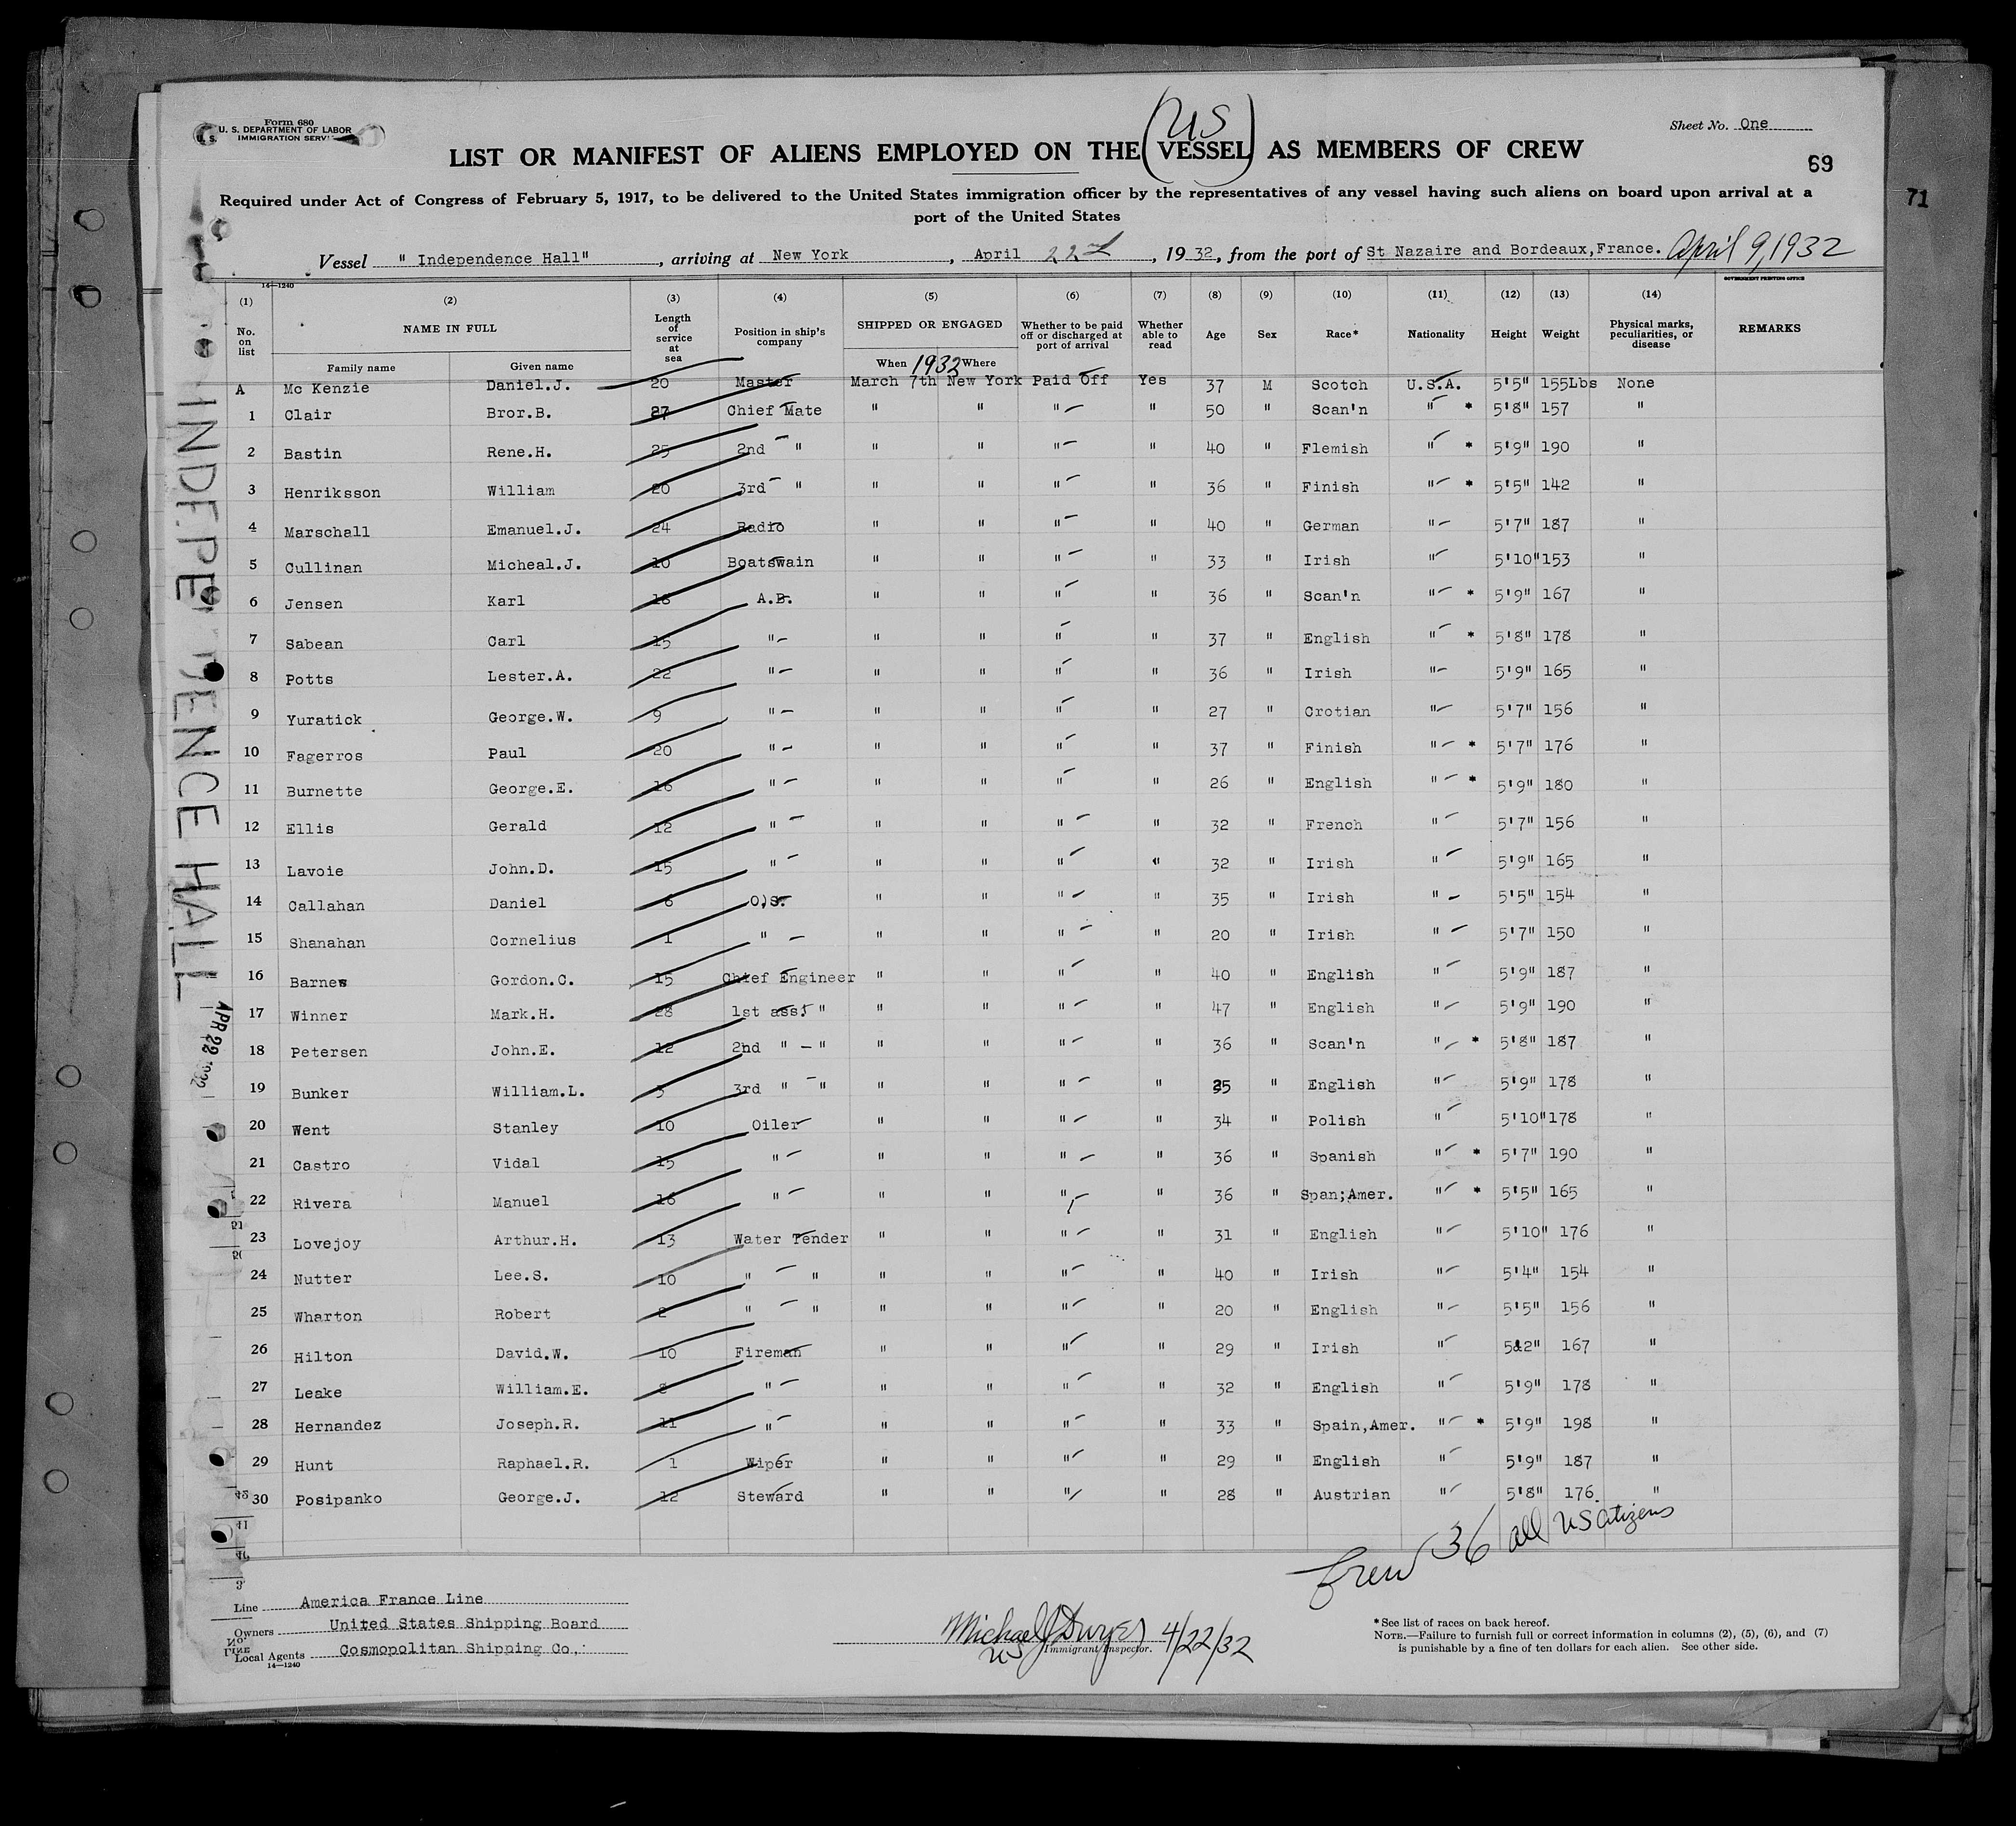 Form 680
U. S. DEPARTMENT OF LABOR
IMMIGRATION SERV
Sheet No. One
(US)
LIST OR MANIFEST OF ALIENS EMPLOYED ON THE VESSEL AS MEMBERS OF CREW
69
71
Required under Act of Congress of February 5, 1917, to be delivered to the United States immigration officer by the representatives of any vessel having such aliens on board upon arrival at a
port of the United States
Vessel " Independence Hall" , arriving at New York , April 22nd , 1932, from the port of St Nazaire and Bordeaux, France. April 9, 1932
14—1240
GOVERNMENT PRINTING OFFICE
(1) (2) (3) (4) (5) (6) (7) (8) (9) (10) (11) (12) (13) (14)
No. on list NAME IN FULL Family name Given name Length of service at sea Position in ship's company SHIPPED OR ENGAGED When 1932 Where Whether to be paid off or discharged at port of arrival Whether able to read Age Sex Race* Nationality Height Weight Physical marks, peculiarities, or disease REMARKS
A Mc Kenzie Daniel.J. 20 Master March 7th New York Paid Off Yes 37 M Scotch U.S.A. 5'5" 155Lbs None
1 Clair Bror.B. 27 Chief Mate " " " " 50 " Scan'n " * 5'8" 157 "
2 Bastin Rene.H. 25 2nd " " " " " 40 " Flemish " * 5'9" 190 "
3 Henriksson William 20 3rd " " " " " 36 " Finish " * 5'5" 142 "
4 Marschall Emanuel.J. 24 Radio " " " " 40 " German " 5'7" 187 "
5 Cullinan Micheal.J. 10 Boatswain " " " " 33 " Irish " 5'10" 153 "
6 Jensen Karl 18 A.B. " " " " 36 " Scan'n " * 5'9" 167 "
7 Sabean Carl 15 " " " " " 37 " English " * 5'8" 178 "
8 Potts Lester.A. 22 " " " " " 36 " Irish " 5'9" 165 "
9 Yuratick George.W. 9 " " " " " 27 " Crotian " 5'7" 156 "
10 Fagerros Paul 20 " " " " " 37 " Finish " * 5'7" 176 "
11 Burnette George.E. 16 " " " " " 26 " English " * 5'9" 180 "
12 Ellis Gerald 12 " " " " " 32 " French " 5'7" 156 "
13 Lavoie John.D. 15 " " " " " 32 " Irish " 5'9" 165 "
14 Callahan Daniel 6 O.S. " " " " 35 " Irish " 5'5" 154 "
15 Shanahan Cornelius 1 " " " " " 20 " Irish " 5'7" 150 "
16 Barnes Gordon.C. 15 Chief Engineer " " " " 40 " English " 5'9" 187 "
17 Winner Mark.H. 28 1st ass. " " " " " 47 " English " 5'9" 190 "
18 Petersen John.E. 12 2nd " " " " " " 36 " Scan'n " * 5'8" 187 "
19 Bunker William.L. 3rd " " " " " " 35 " English " 5'9" 178 "
20 Went Stanley 10 Oiler " " " " 34 " Polish " 5'10" 178 "
21 Castro Vidal 15 " " " " " 36 " Spanish " * 5'7" 190 "
22 Rivera Manuel 16 " " " " " 36 " Span;Amer. " * 5'5" 165 "
23 Lovejoy Arthur.H. 13 Water Tender " " " " 31 " English " 5'10" 176 "
24 Nutter Lee.S. 10 " " " " " " 40 " Irish " 5'4" 154 "
25 Wharton Robert 2 " " " " " " 20 " English " 5'5" 156 "
26 Hilton David.W. 10 Fireman " " " " 29 " Irish " 5&2" 167 "
27 Leake William.E. " " " " " 32 " English " 5'9" 178 "
28 Hernandez Joseph.R. 11 " " " " " 33 " Spain,Amer. " * 5'9" 198 "
29 Hunt Raphael.R. 1 Wiper " " " " 29 " English " 5'9" 187 "
30 Posipanko George.J. 12 Steward " " " " 28 " Austrian " 5'8" 176. "
Crew 36 all US Citizens
INDEPENDENCE HALL
APR 22 1932
Line America France Line
Owners United States Shipping Board
Local Agents Cosmopolitan Shipping Co.,:
14—1240
Michael J Dwyer 4/22/32
US Immigrant Inspector.
*See list of races on back hereof.
NOTE.—Failure to furnish full or correct information in columns (2), (5), (6), and (7)
is punishable by a fine of ten dollars for each alien. See other side.